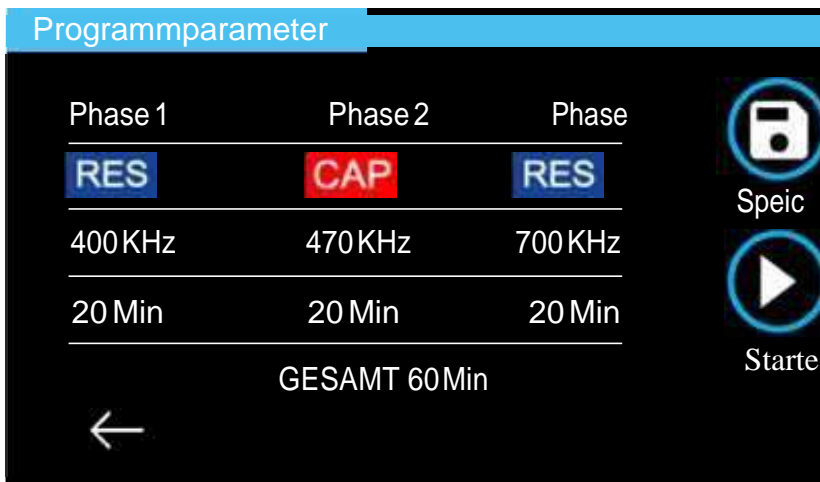 Programmparameter
Phase 1 Phase 2 Phase
RES CAP RES
Speic
400 KHz 470 KHz 700 KHz
20 Min 20 Min 20 Min
Starte
GESAMT 60 Min